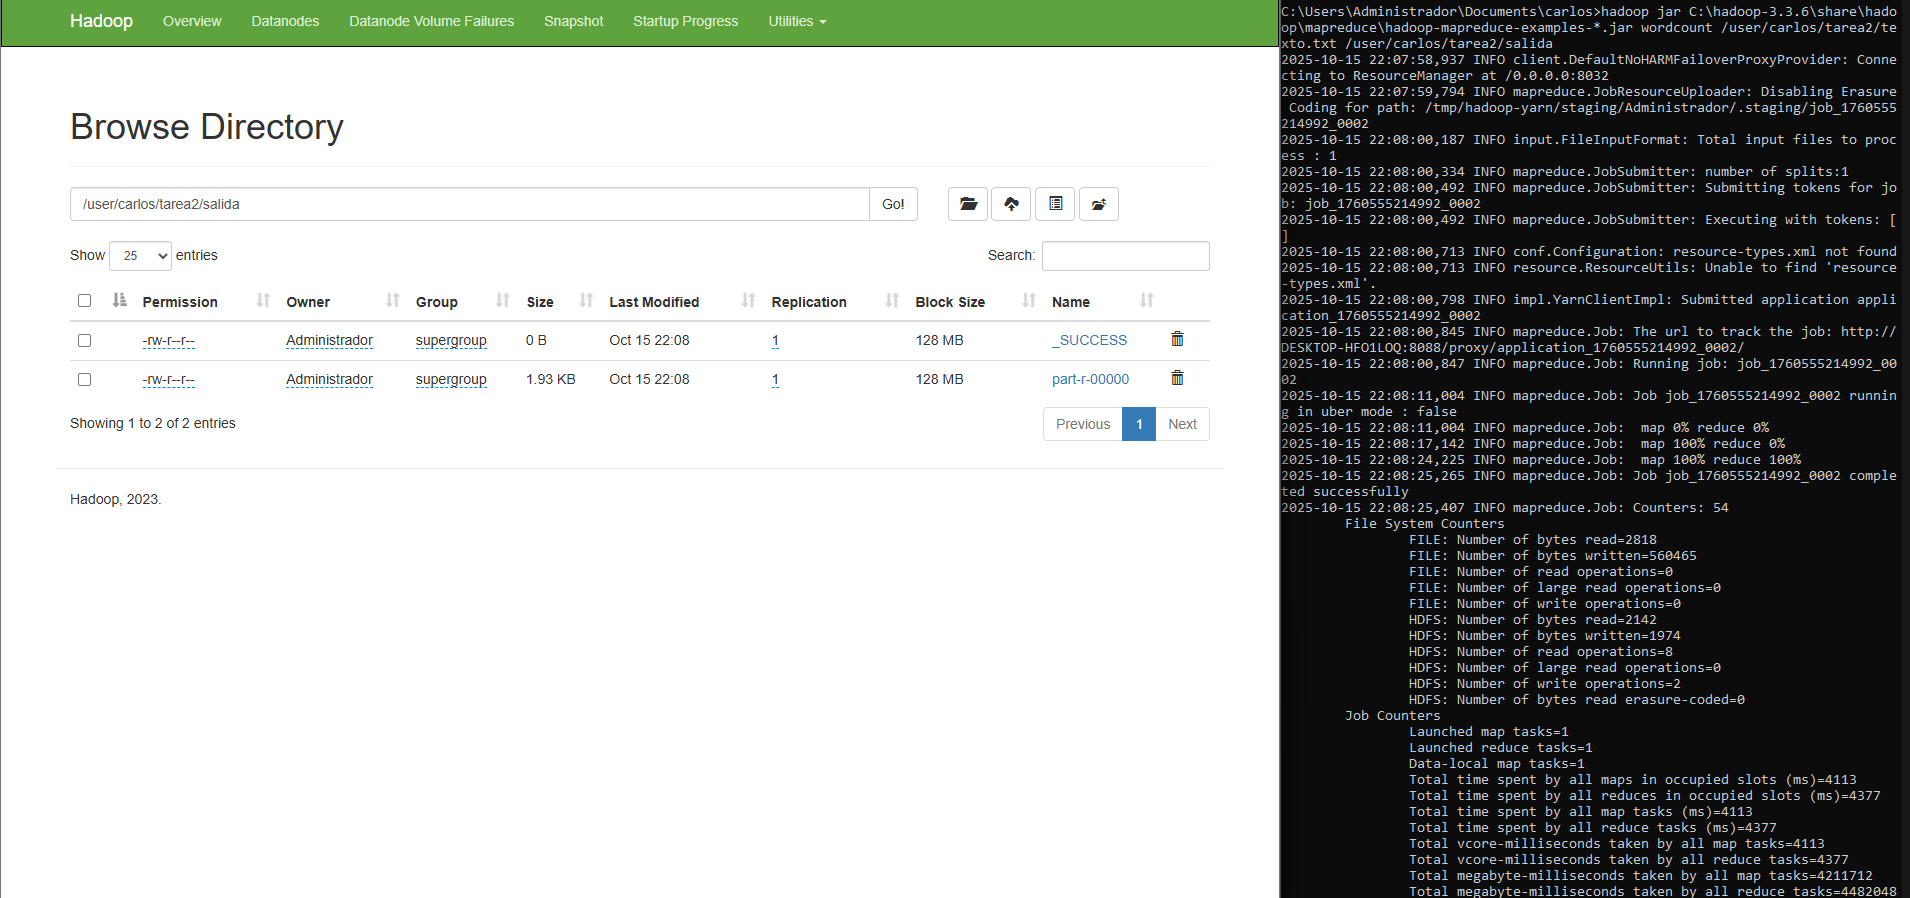 Hadoop Overview Datanodes Datanode Volume Failures Snapshot Startup Progress Utilities
Browse Directory
/user/carlos/tarea2/salida Go!
Show 25 entries Search:
Permission Owner Group Size Last Modified Replication Block Size Name
-rw-r--r-- Administrador supergroup 0 B Oct 15 22:08 1 128 MB _SUCCESS
-rw-r--r-- Administrador supergroup 1.93 KB Oct 15 22:08 1 128 MB part-r-00000
Showing 1 to 2 of 2 entries Previous 1 Next
Hadoop, 2023.
C:\Users\Administrador\Documents\carlos>hadoop jar C:\hadoop-3.3.6\share\hado
op\mapreduce\hadoop-mapreduce-examples-*.jar wordcount /user/carlos/tarea2/te
xto.txt /user/carlos/tarea2/salida
2025-10-15 22:07:58,937 INFO client.DefaultNoHARMFailoverProxyProvider: Conne
cting to ResourceManager at /0.0.0.0:8032
2025-10-15 22:07:59,794 INFO mapreduce.JobResourceUploader: Disabling Erasure
 Coding for path: /tmp/hadoop-yarn/staging/Administrador/.staging/job_1760555
214992_0002
2025-10-15 22:08:00,187 INFO input.FileInputFormat: Total input files to proc
ess : 1
2025-10-15 22:08:00,334 INFO mapreduce.JobSubmitter: number of splits:1
2025-10-15 22:08:00,492 INFO mapreduce.JobSubmitter: Submitting tokens for jo
b: job_1760555214992_0002
2025-10-15 22:08:00,492 INFO mapreduce.JobSubmitter: Executing with tokens: [
]
2025-10-15 22:08:00,713 INFO conf.Configuration: resource-types.xml not found
2025-10-15 22:08:00,713 INFO resource.ResourceUtils: Unable to find 'resource
-types.xml'.
2025-10-15 22:08:00,798 INFO impl.YarnClientImpl: Submitted application appli
cation_1760555214992_0002
2025-10-15 22:08:00,845 INFO mapreduce.Job: The url to track the job: http://
DESKTOP-HFO1LOQ:8088/proxy/application_1760555214992_0002/
2025-10-15 22:08:00,847 INFO mapreduce.Job: Running job: job_1760555214992_00
02
2025-10-15 22:08:11,004 INFO mapreduce.Job: Job job_1760555214992_0002 runnin
g in uber mode : false
2025-10-15 22:08:11,004 INFO mapreduce.Job:  map 0% reduce 0%
2025-10-15 22:08:17,142 INFO mapreduce.Job:  map 100% reduce 0%
2025-10-15 22:08:24,225 INFO mapreduce.Job:  map 100% reduce 100%
2025-10-15 22:08:25,265 INFO mapreduce.Job: Job job_1760555214992_0002 comple
ted successfully
2025-10-15 22:08:25,407 INFO mapreduce.Job: Counters: 54
File System Counters
FILE: Number of bytes read=2818
FILE: Number of bytes written=560465
FILE: Number of read operations=0
FILE: Number of large read operations=0
FILE: Number of write operations=0
HDFS: Number of bytes read=2142
HDFS: Number of bytes written=1974
HDFS: Number of read operations=8
HDFS: Number of large read operations=0
HDFS: Number of write operations=2
HDFS: Number of bytes read erasure-coded=0
Job Counters
Launched map tasks=1
Launched reduce tasks=1
Data-local map tasks=1
Total time spent by all maps in occupied slots (ms)=4113
Total time spent by all reduces in occupied slots (ms)=4377
Total time spent by all map tasks (ms)=4113
Total time spent by all reduce tasks (ms)=4377
Total vcore-milliseconds taken by all map tasks=4113
Total vcore-milliseconds taken by all reduce tasks=4377
Total megabyte-milliseconds taken by all map tasks=4211712
Total megabyte-milliseconds taken by all reduce tasks=4482048